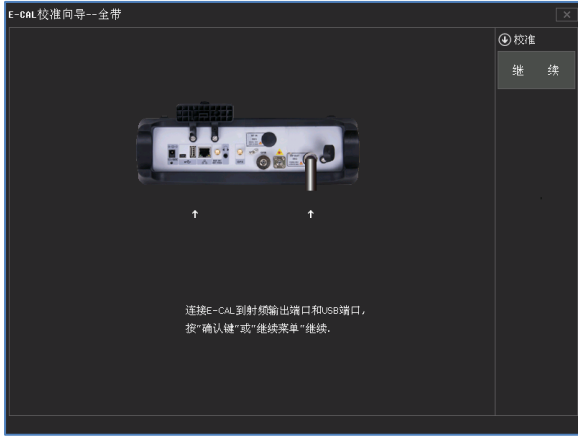 E-CAL校准向导--全带
校准
继 续
连接E-CAL到射频输出端口和USB端口,
按"确认键"或"继续菜单"继续.